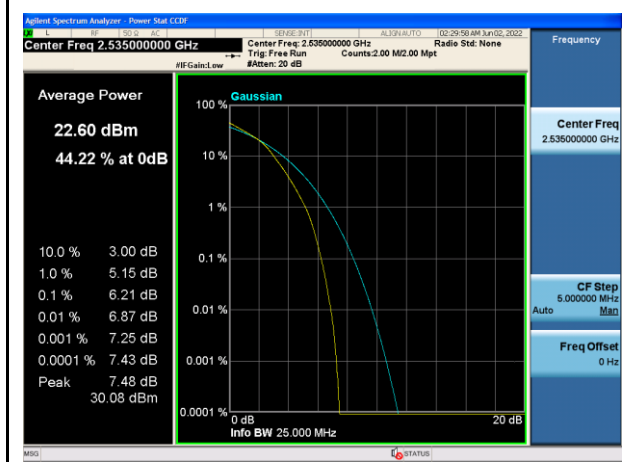 Agilent Spectrum Analyzer - Power Stat CCDF
L RF 50 Ω AC SENSE:INT ALIGNAUTO 02:29:58 AM Jun 02, 2022
Center Freq 2.535000000 GHz
Center Freq: 2.535000000 GHz Radio Std: None
Trig: Free Run Counts:2.00 M/2.00 Mpt
#IFGain:Low #Atten: 20 dB
Frequency
Average Power
22.60 dBm
44.22 % at 0dB
10.0 % 3.00 dB
1.0 % 5.15 dB
0.1 % 6.21 dB
0.01 % 6.87 dB
0.001 % 7.25 dB
0.0001 % 7.43 dB
Peak 7.48 dB
30.08 dBm
Gaussian
100 %
10 %
1 %
0.1 %
0.01 %
0.001 %
0.0001 %
0 dB 20 dB
Info BW 25.000 MHz
Center Freq
2.535000000 GHz
CF Step
5.000000 MHz
Auto Man
Freq Offset
0 Hz
MSG STATUS